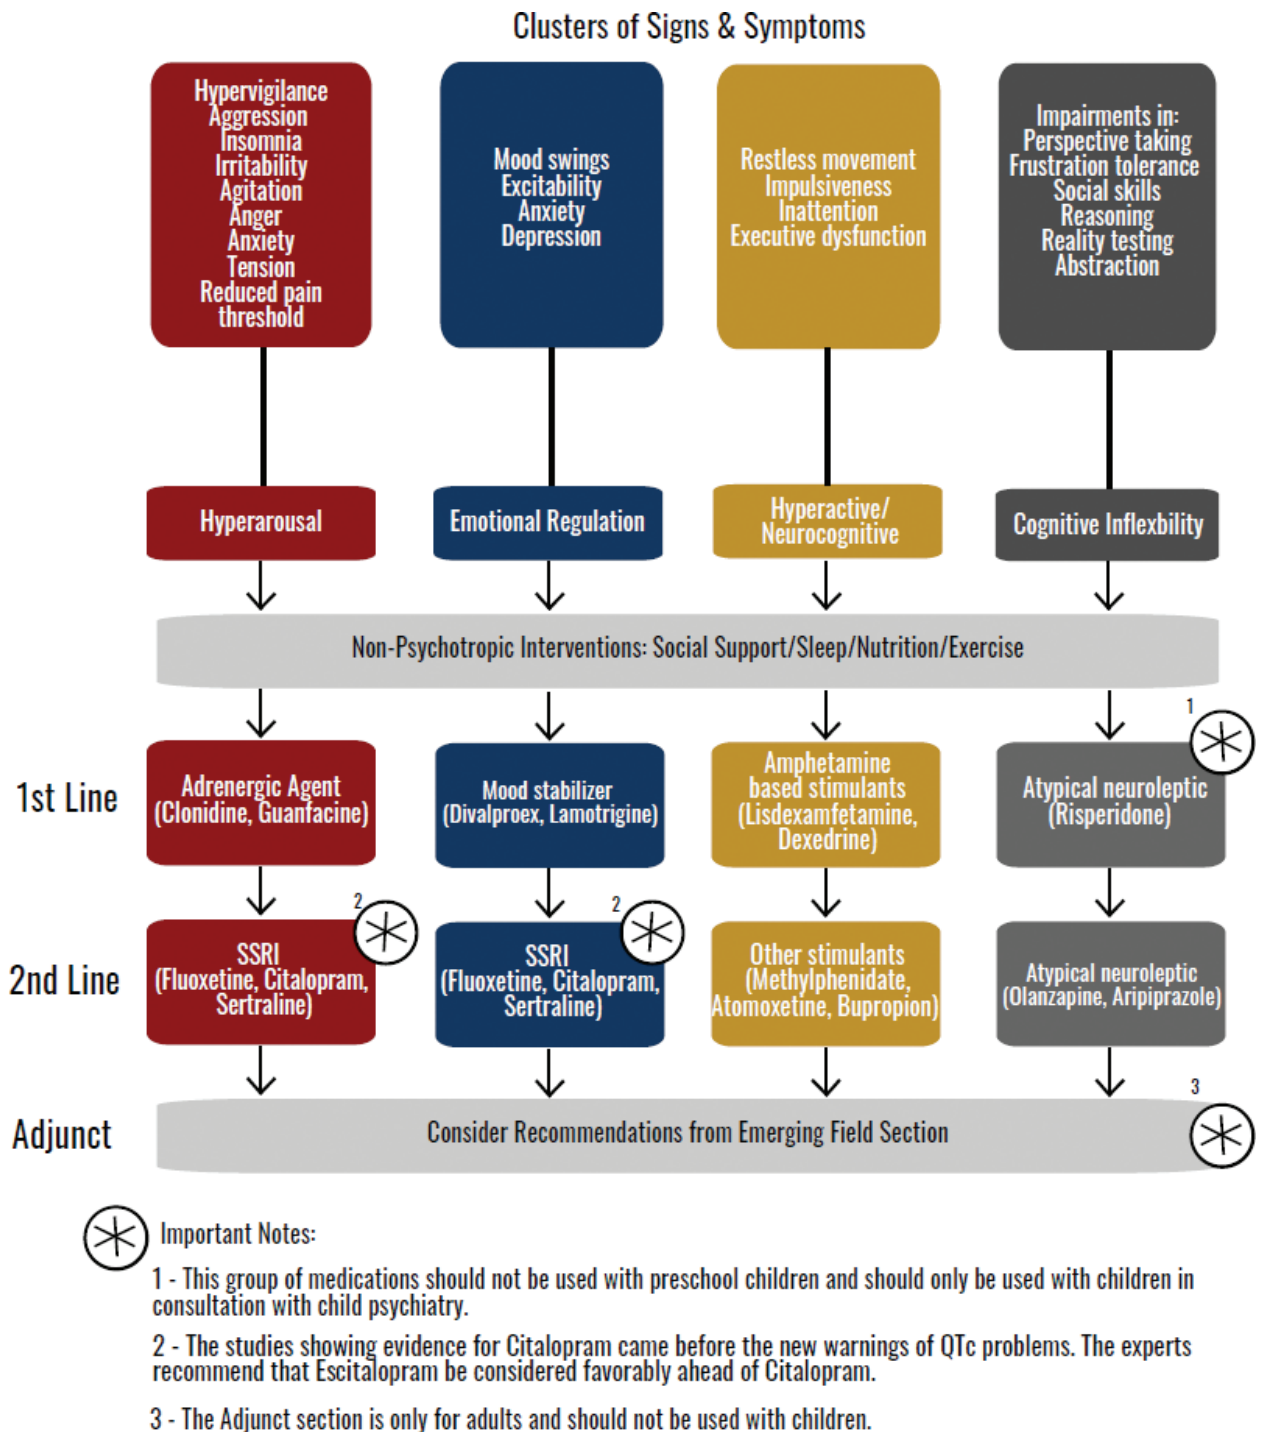 Clusters of Signs & Symptoms
Hypervigilance
Aggression
Insomnia
Irritability
Agitation
Anger
Anxiety
Tension
Reduced pain
threshold
Mood swings
Excitability
Anxiety
Depression
Restless movement
Impulsiveness
Inattention
Executive dysfunction
Impairments in:
Perspective taking
Frustration tolerance
Social skills
Reasoning
Reality testing
Abstraction
Hyperarousal
Emotional Regulation
Hyperactive/
Neurocognitive
Cognitive Inflexbility
Non-Psychotropic Interventions: Social Support/Sleep/Nutrition/Exercise
1st Line
Adrenergic Agent
(Clonidine, Guanfacine)
Mood stabilizer
(Divalproex, Lamotrigine)
Amphetamine
based stimulants
(Lisdexamfetamine,
Dexedrine)
1
Atypical neuroleptic
(Risperidone)
2nd Line
2
SSRI
(Fluoxetine, Citalopram,
Sertraline)
2
SSRI
(Fluoxetine, Citalopram,
Sertraline)
Other stimulants
(Methylphenidate,
Atomoxetine, Bupropion)
Atypical neuroleptic
(Olanzapine, Aripiprazole)
Adjunct
Consider Recommendations from Emerging Field Section
3
Important Notes:
1 - This group of medications should not be used with preschool children and should only be used with children in
consultation with child psychiatry.
2 - The studies showing evidence for Citalopram came before the new warnings of QTc problems. The experts
recommend that Escitalopram be considered favorably ahead of Citalopram.
3 - The Adjunct section is only for adults and should not be used with children.